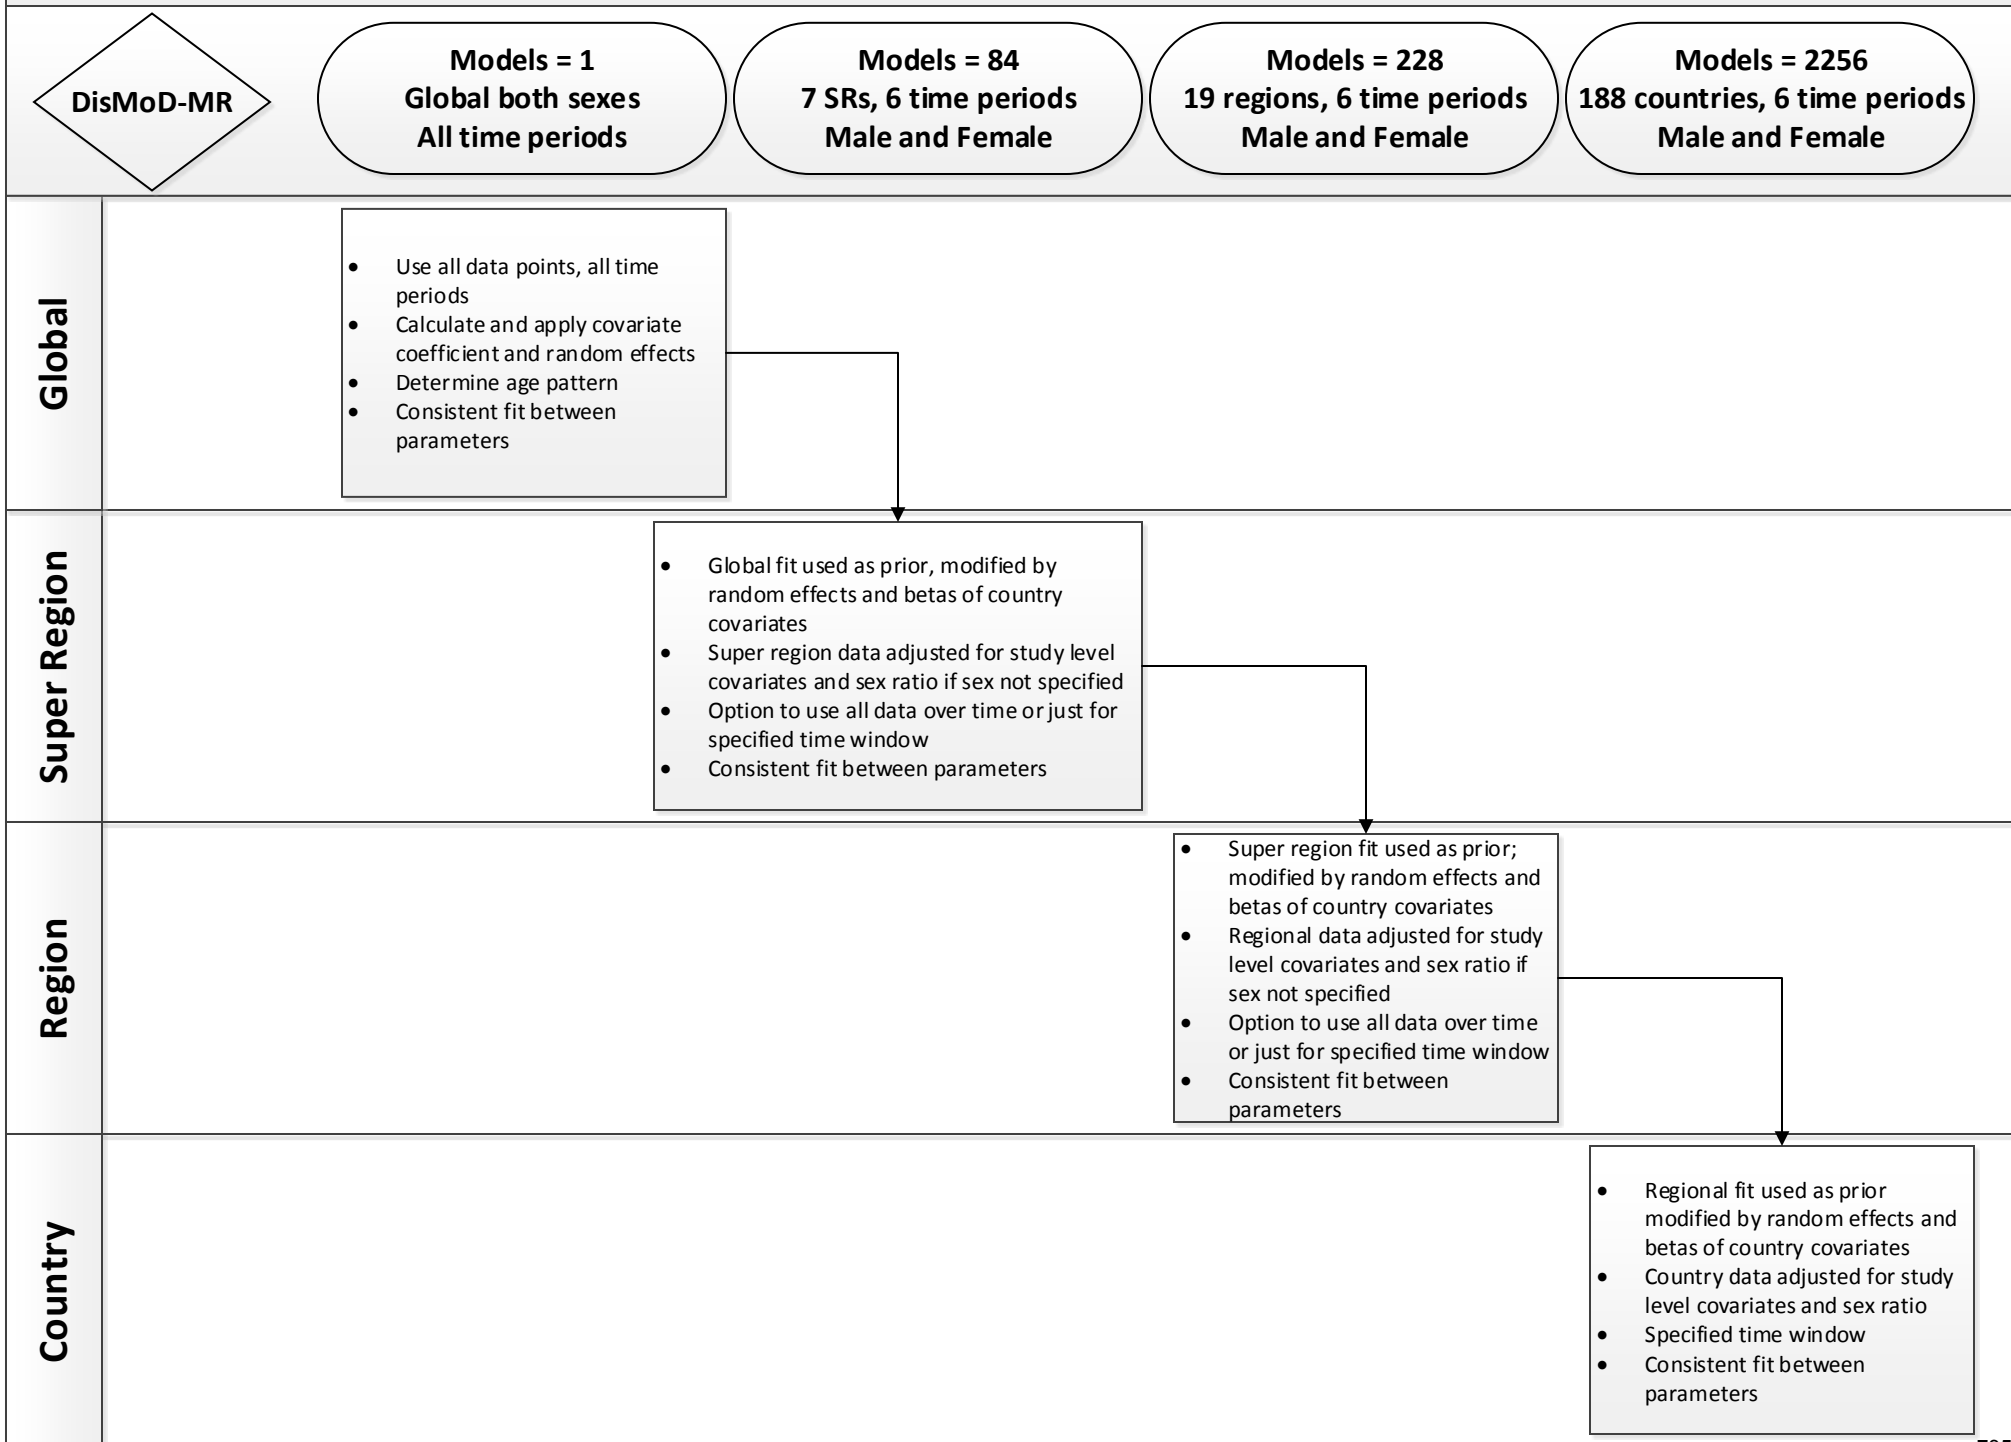 DisMoD-MR
Models = 1
Global both sexes
All time periods
Models = 84
7 SRs, 6 time periods
Male and Female
Models = 228
19 regions, 6 time periods
Male and Female
Models = 2256
188 countries, 6 time periods
Male and Female
Global
• Use all data points, all time
periods
• Calculate and apply covariate
coefficient and random effects
• Determine age pattern
• Consistent fit between
parameters
Super Region
• Global fit used as prior, modified by
random effects and betas of country
covariates
• Super region data adjusted for study level
covariates and sex ratio if sex not specified
• Option to use all data over time or just for
specified time window
• Consistent fit between parameters
Region
• Super region fit used as prior;
modified by random effects and
betas of country covariates
• Regional data adjusted for study
level covariates and sex ratio if
sex not specified
• Option to use all data over time
or just for specified time window
• Consistent fit between
parameters
Country
• Regional fit used as prior
modified by random effects and
betas of country covariates
• Country data adjusted for study
level covariates and sex ratio
• Specified time window
• Consistent fit between
parameters